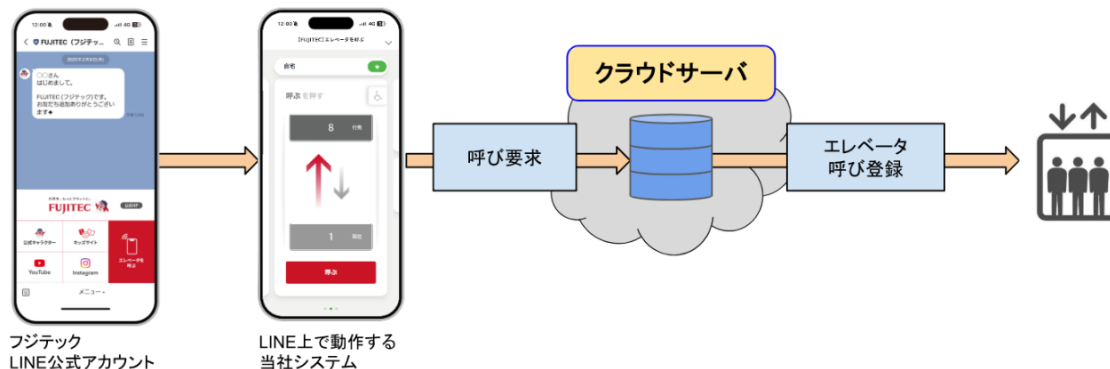 12:00
4G
FUJITEC（フジテッ...
○○さん
はじめまして。
FUJITEC（フジテック）です。
お友だち追加ありがとうござい
ます
FUJITEC
公式キャラクター
キッズサイト
エレベータを
呼ぶ
YouTube
Instagram
メニュー
フジテック
LINE公式アカウント
12:00
4G
【FUJITEC】エレベータを呼ぶ
自宅
呼ぶを押す
8 行先
1
呼ぶ
LINE上で動作する
当社システム
呼び要求
クラウドサーバ
エレベータ
呼び登録